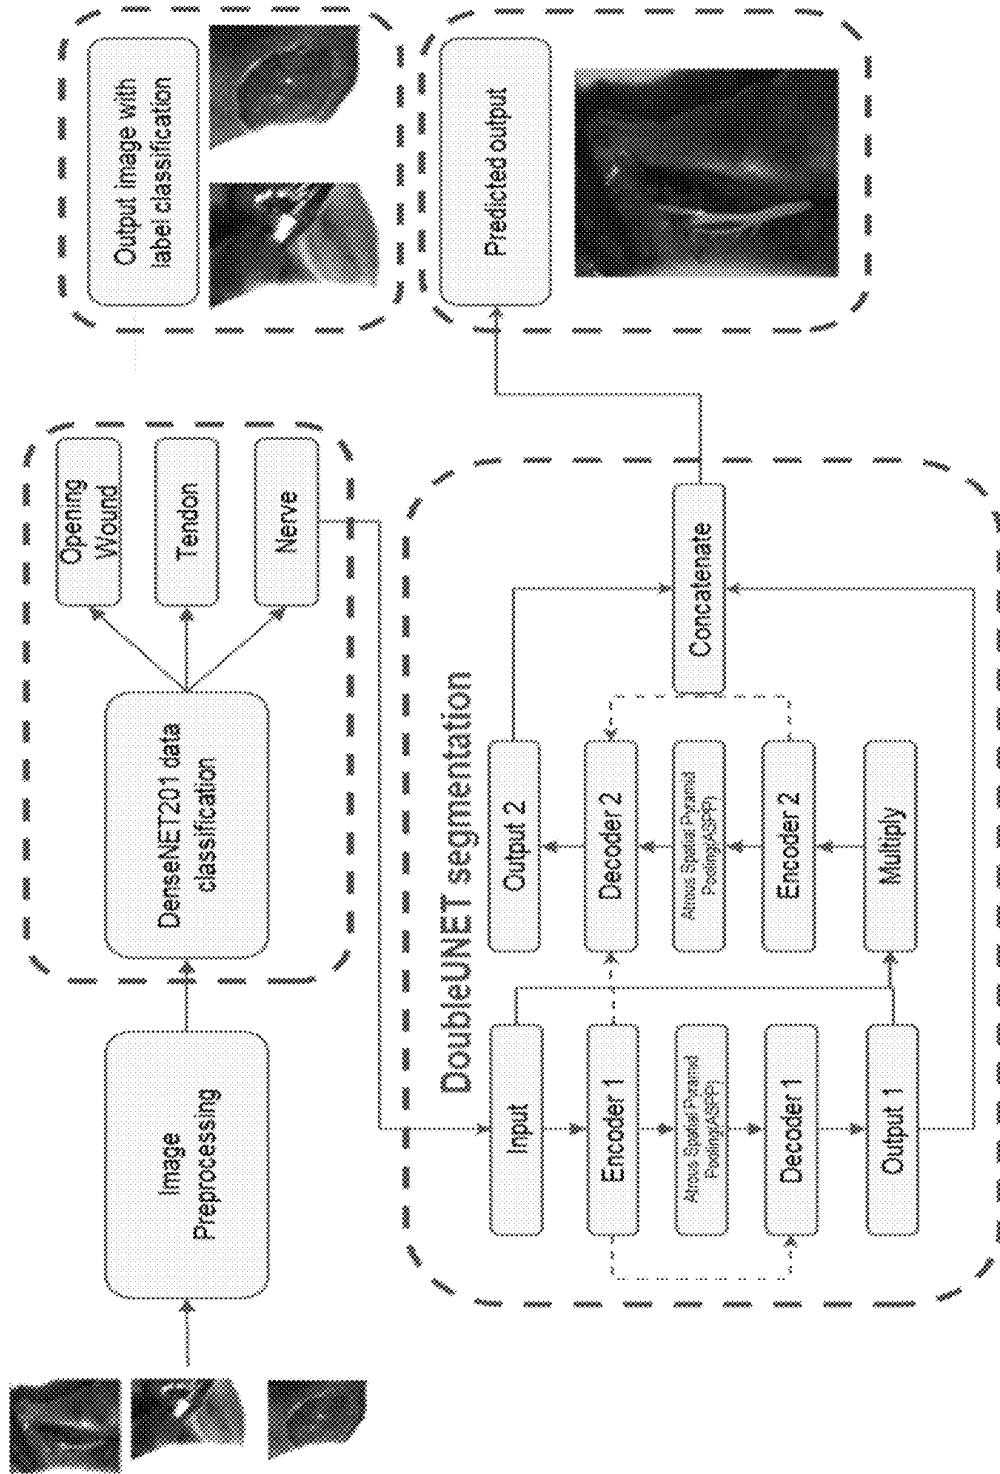 Image
Preprocessing
DenseNET201 data
classification
Opening
Wound
Tendon
Nerve
Output image with
label classification
DoubleUNET segmentation
Input
Encoder 1
Atrous Spatial Pyramid
Pooling(ASPP)
Decoder 1
Output 1
Output 2
Decoder 2
Atrous Spatial Pyramid
Pooling(ASPP)
Encoder 2
Multiply
Concatenate
Predicted output